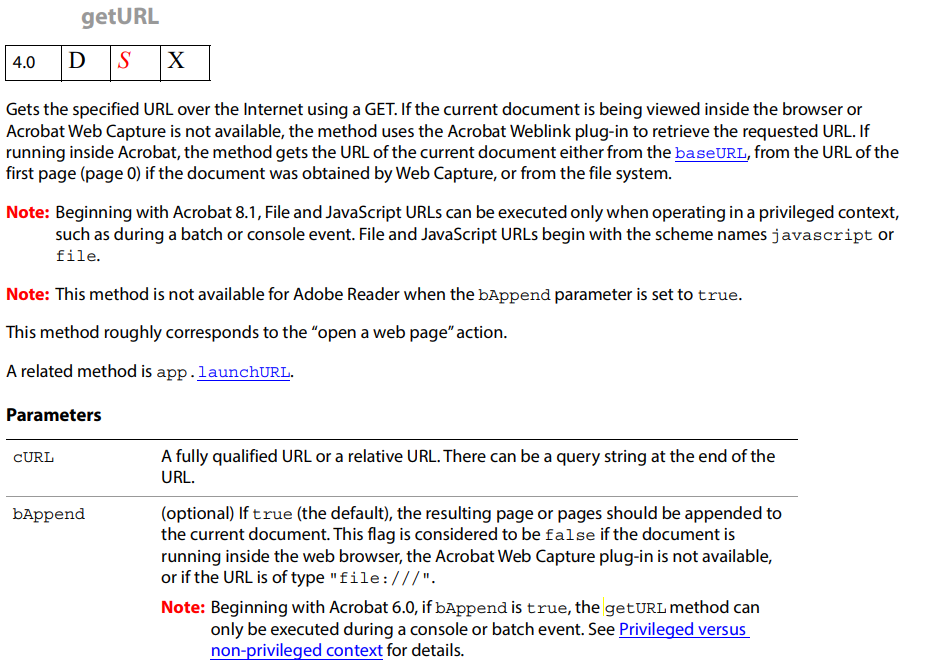 getURL
4.0 D S X
Gets the specified URL over the Internet using a GET. If the current document is being viewed inside the browser or
Acrobat Web Capture is not available, the method uses the Acrobat Weblink plug-in to retrieve the requested URL. If
running inside Acrobat, the method gets the URL of the current document either from the baseURL, from the URL of the
first page (page 0) if the document was obtained by Web Capture, or from the file system.
Note: Beginning with Acrobat 8.1, File and JavaScript URLs can be executed only when operating in a privileged context,
such as during a batch or console event. File and JavaScript URLs begin with the scheme names javascript or
file.
Note: This method is not available for Adobe Reader when the bAppend parameter is set to true.
This method roughly corresponds to the “open a web page” action.
A related method is app.launchURL.
Parameters
cURL A fully qualified URL or a relative URL. There can be a query string at the end of the
URL.
bAppend (optional) If true (the default), the resulting page or pages should be appended to
the current document. This flag is considered to be false if the document is
running inside the web browser, the Acrobat Web Capture plug-in is not available,
or if the URL is of type "file:///".
Note: Beginning with Acrobat 6.0, if bAppend is true, the getURL method can
only be executed during a console or batch event. See Privileged versus
non-privileged context for details.